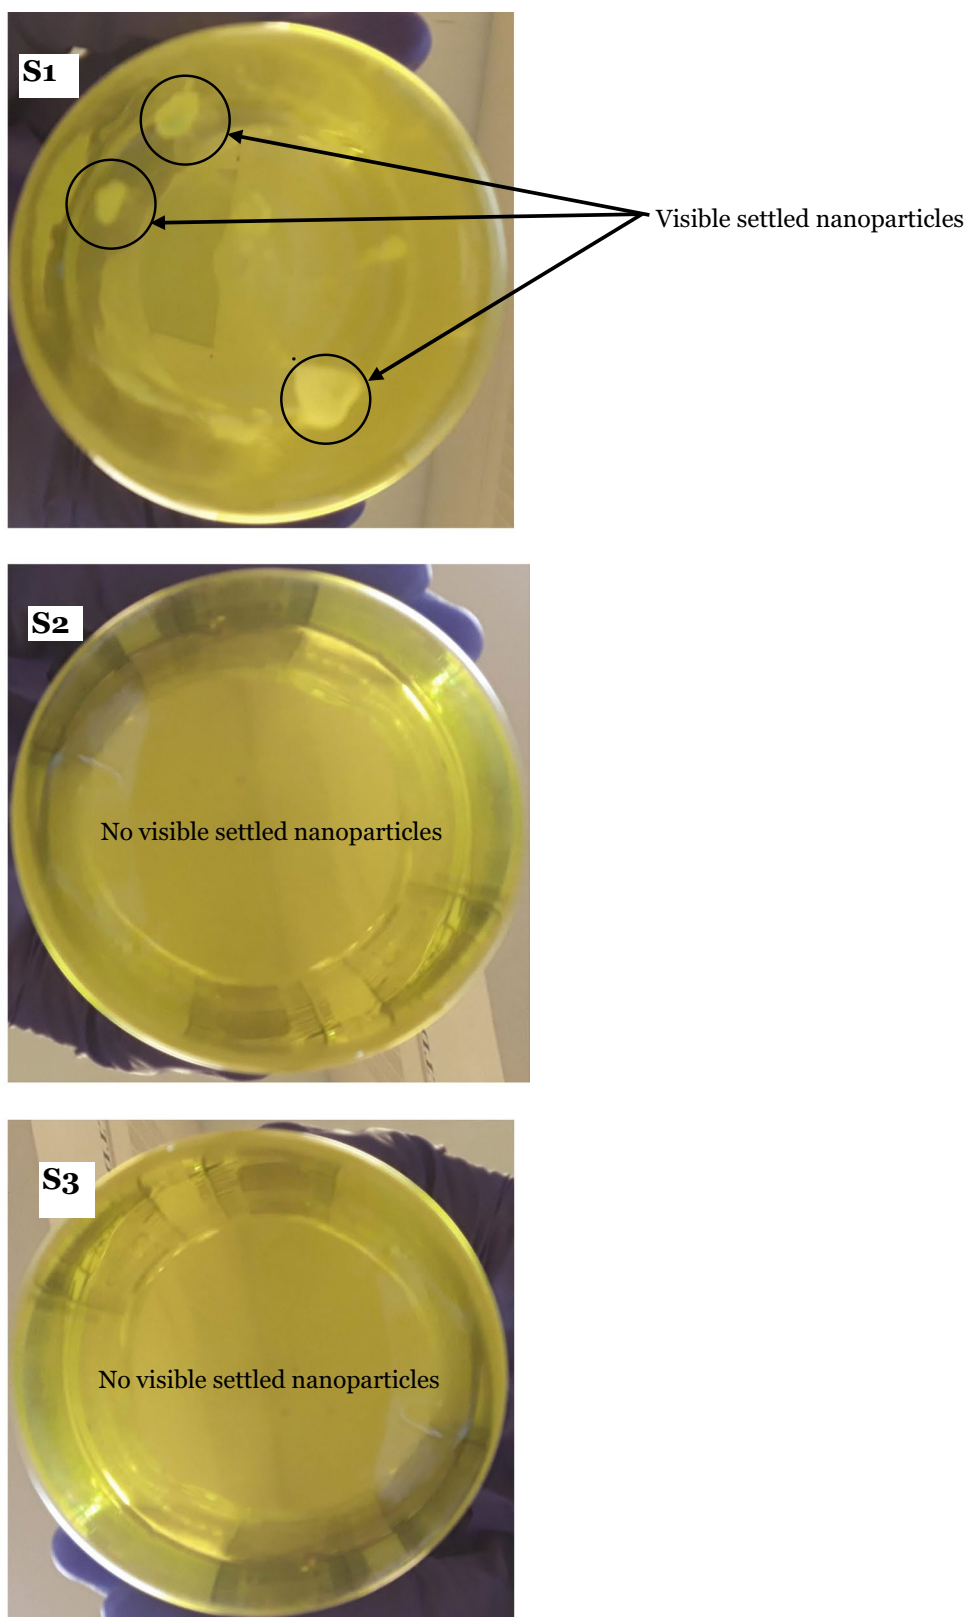 S1
Visible settled nanoparticles
S2
No visible settled nanoparticles
S3
No visible settled nanoparticles